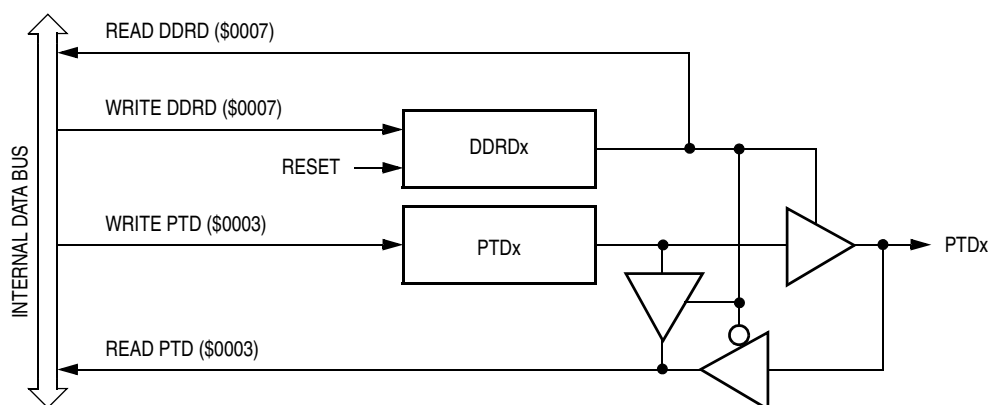 READ DDRD ($0007)
WRITE DDRD ($0007)
DDRDx
RESET
INTERNAL DATA BUS
WRITE PTD ($0003)
PTDx
PTDx
READ PTD ($0003)